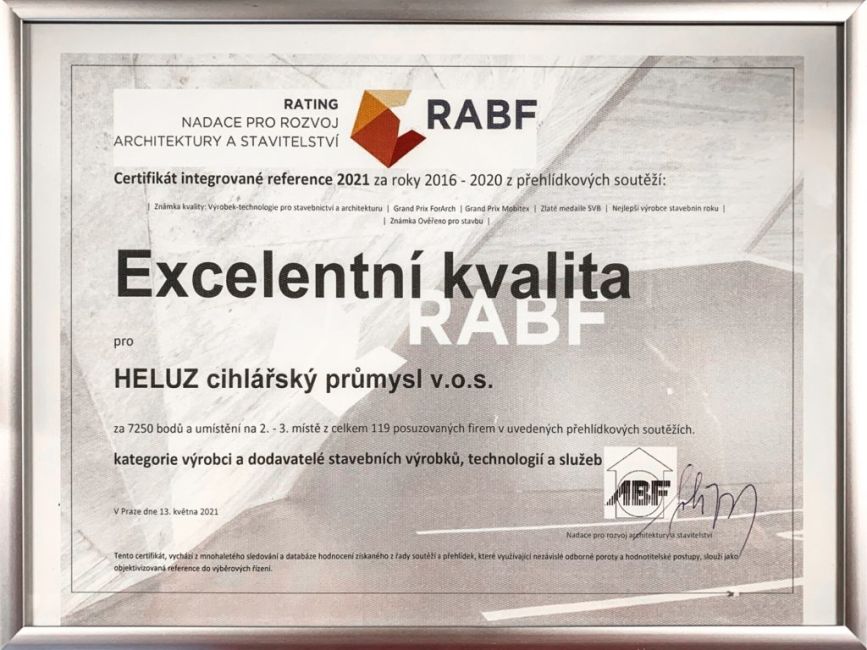 RATING
NADACE PRO ROZVOJ
ARCHITEKTURY A STAVITELSTVÍ
RABF
Certifikát integrované reference 2021 za roky 2016 - 2020 z přehlídkových soutěží:
| Známka kvality: Výrobek-technologie pro stavebnictví a architekturu | Grand Prix ForArch | Grand Prix Mobitex | Zlaté medaile SVB | Nejlepší výrobce stavebnin roku |
| Známka Ověřeno pro stavbu |
Excelentní kvalita
RABF
pro
HELUZ cihlářský průmysl v.o.s.
za 7250 bodů a umístění na 2. - 3. místě z celkem 119 posuzovaných firem v uvedených přehlídkových soutěžích.
kategorie výrobci a dodavatelé stavebních výrobků, technologií a služeb
ABF
V Praze dne 13. května 2021
Nadace pro rozvoj architektury a stavitelství
Tento certifikát, vychází z mnohaletého sledování a databáze hodnocení získaného z řady soutěží a přehlídek, které využívající nezávislé odborné poroty a hodnotitelské postupy, slouží jako
objektivizovaná reference do výběrových řízení.